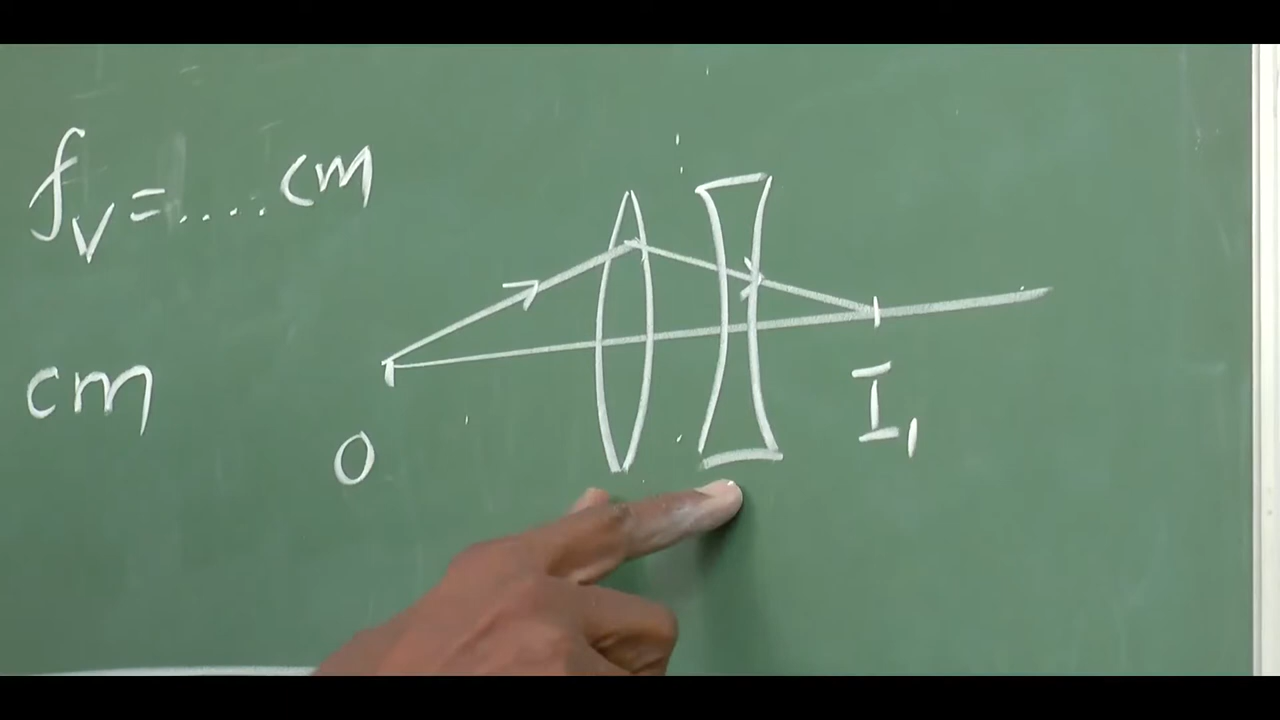 f_V = .... cm
cm
O
I₁